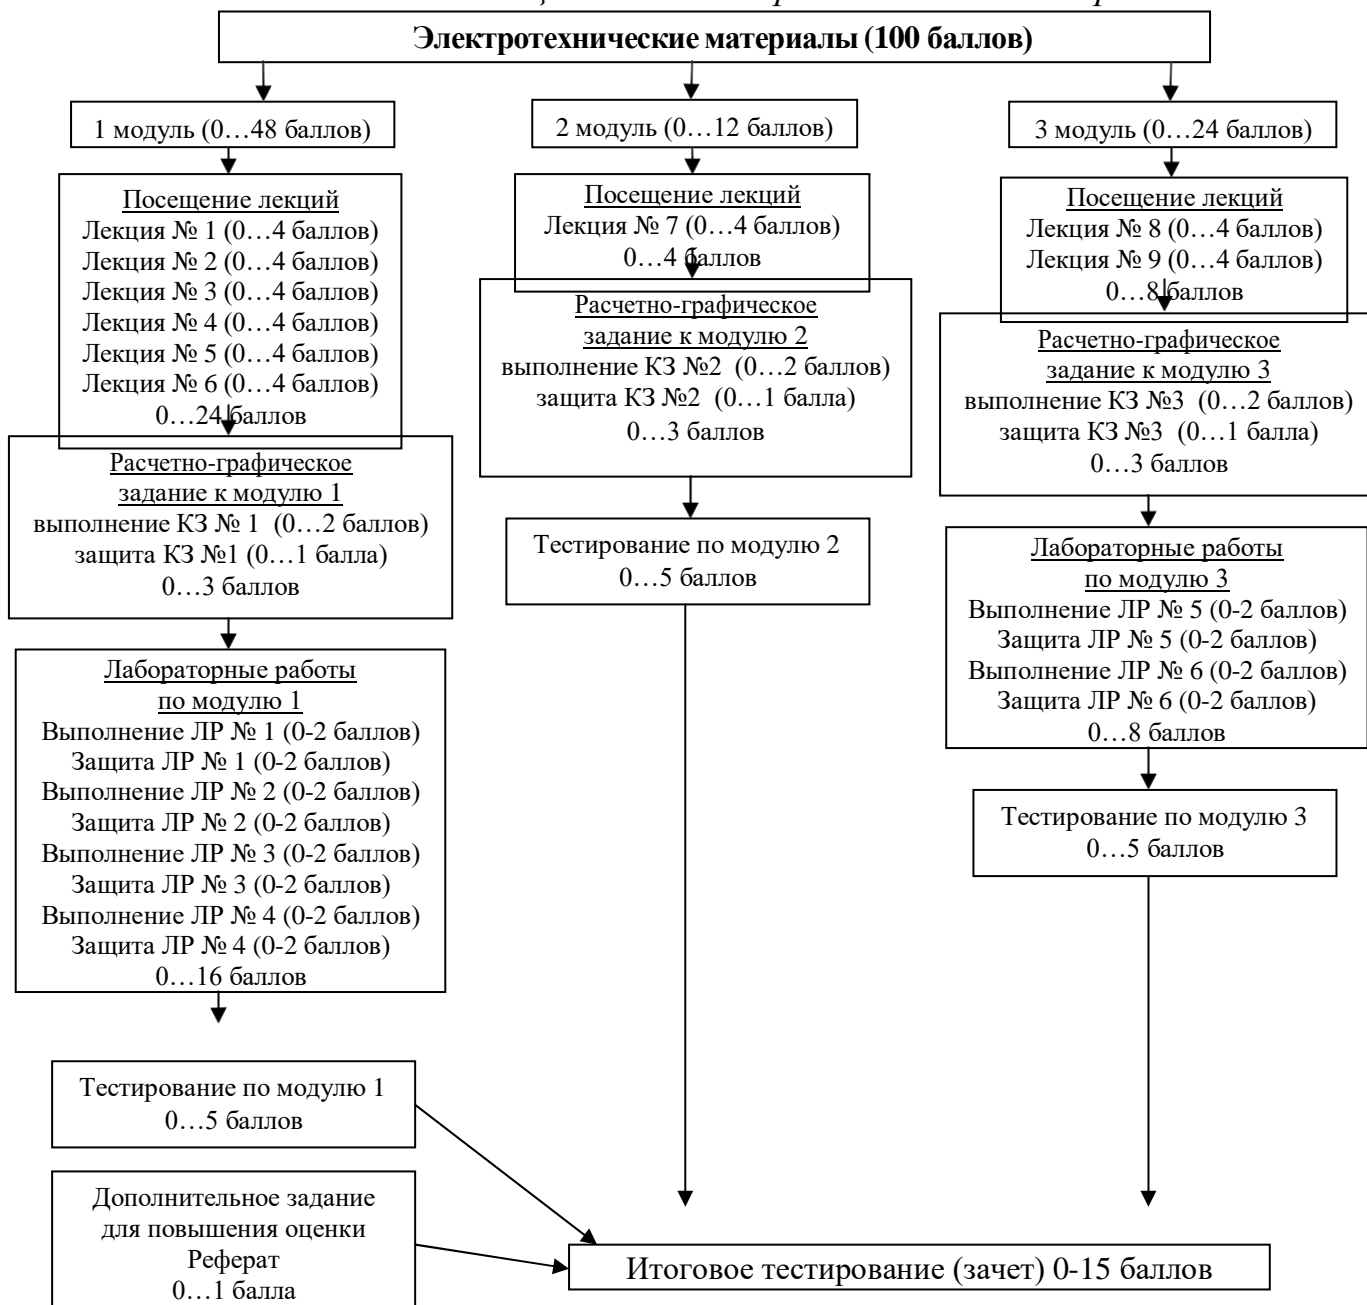 Электротехнические материалы (100 баллов)
1 модуль (0…48 баллов)
Посещение лекций
Лекция № 1 (0…4 баллов)
Лекция № 2 (0…4 баллов)
Лекция № 3 (0…4 баллов)
Лекция № 4 (0…4 баллов)
Лекция № 5 (0…4 баллов)
Лекция № 6 (0…4 баллов)
0…24 баллов
Расчетно-графическое
задание к модулю 1
выполнение КЗ № 1 (0…2 баллов)
защита КЗ №1 (0…1 балла)
0…3 баллов
Лабораторные работы
по модулю 1
Выполнение ЛР № 1 (0-2 баллов)
Защита ЛР № 1 (0-2 баллов)
Выполнение ЛР № 2 (0-2 баллов)
Защита ЛР № 2 (0-2 баллов)
Выполнение ЛР № 3 (0-2 баллов)
Защита ЛР № 3 (0-2 баллов)
Выполнение ЛР № 4 (0-2 баллов)
Защита ЛР № 4 (0-2 баллов)
0…16 баллов
Тестирование по модулю 1
0…5 баллов
Дополнительное задание
для повышения оценки
Реферат
0…1 балла
2 модуль (0…12 баллов)
Посещение лекций
Лекция № 7 (0…4 баллов)
0…4 баллов
Расчетно-графическое
задание к модулю 2
выполнение КЗ №2 (0…2 баллов)
защита КЗ №2 (0…1 балла)
0…3 баллов
Тестирование по модулю 2
0…5 баллов
3 модуль (0…24 баллов)
Посещение лекций
Лекция № 8 (0…4 баллов)
Лекция № 9 (0…4 баллов)
0…8 баллов
Расчетно-графическое
задание к модулю 3
выполнение КЗ №3 (0…2 баллов)
защита КЗ №3 (0…1 балла)
0…3 баллов
Лабораторные работы
по модулю 3
Выполнение ЛР № 5 (0-2 баллов)
Защита ЛР № 5 (0-2 баллов)
Выполнение ЛР № 6 (0-2 баллов)
Защита ЛР № 6 (0-2 баллов)
0…8 баллов
Тестирование по модулю 3
0…5 баллов
Итоговое тестирование (зачет) 0-15 баллов